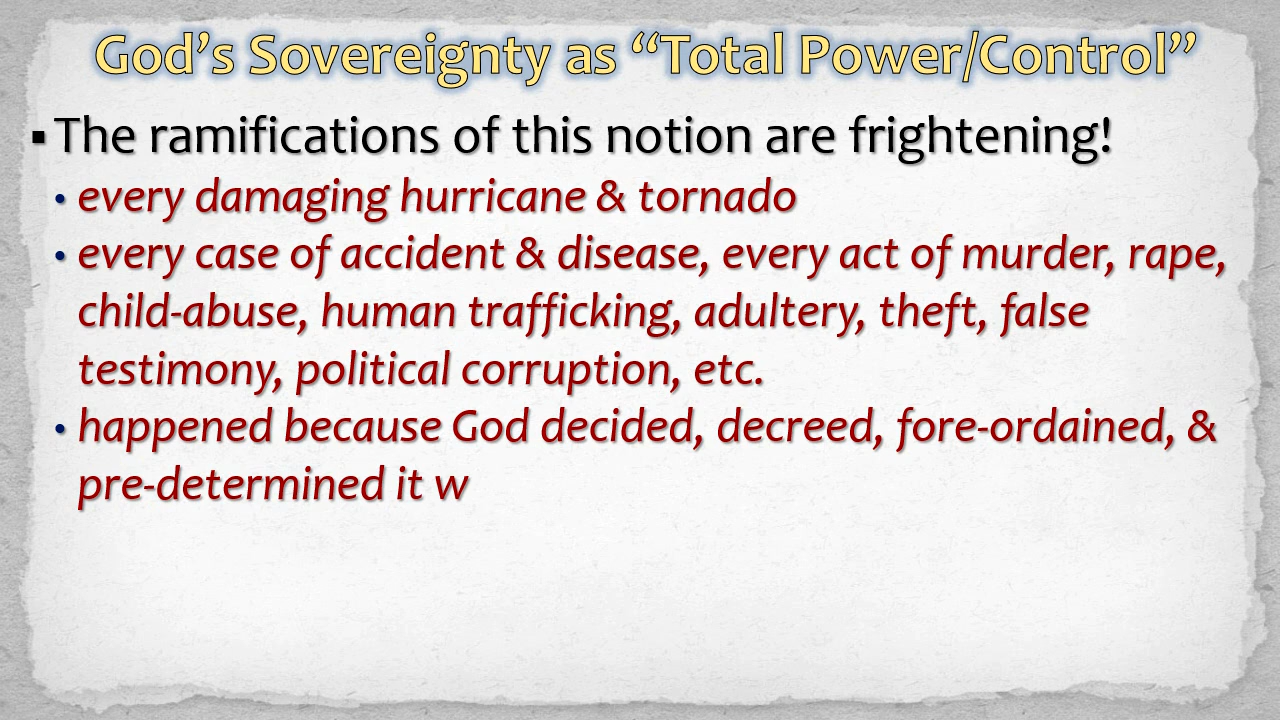 God’s Sovereignty as “Total Power/Control”
▪ The ramifications of this notion are frightening!
• every damaging hurricane & tornado
• every case of accident & disease, every act of murder, rape,
child-abuse, human trafficking, adultery, theft, false
testimony, political corruption, etc.
• happened because God decided, decreed, fore-ordained, &
pre-determined it w